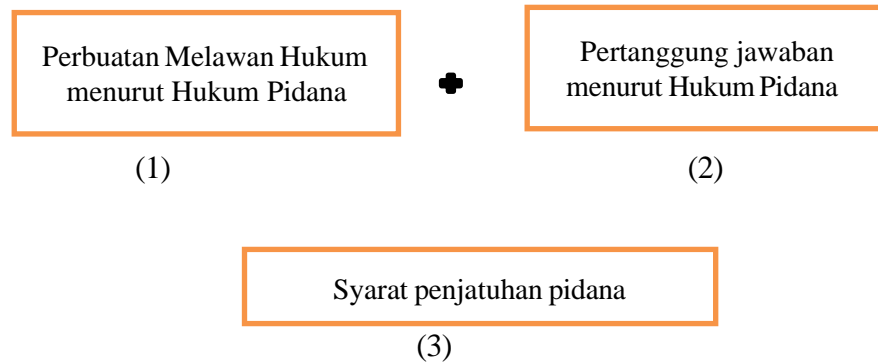 Perbuatan Melawan Hukum
menurut Hukum Pidana
Pertanggung jawaban
menurut Hukum Pidana
(1)
(2)
Syarat penjatuhan pidana
(3)